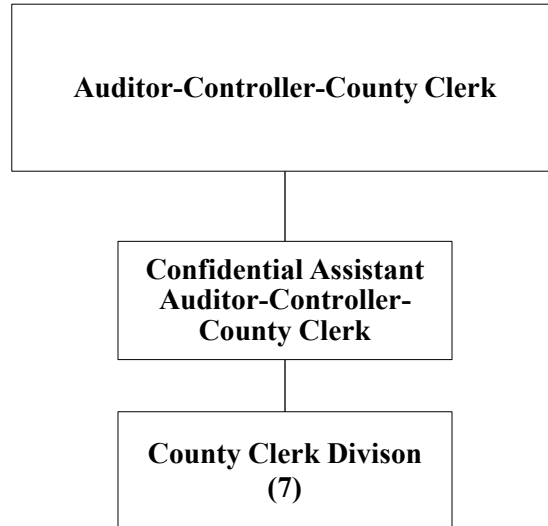 Auditor-Controller-County Clerk
Confidential Assistant
Auditor-Controller-
County Clerk
County Clerk Divison
(7)